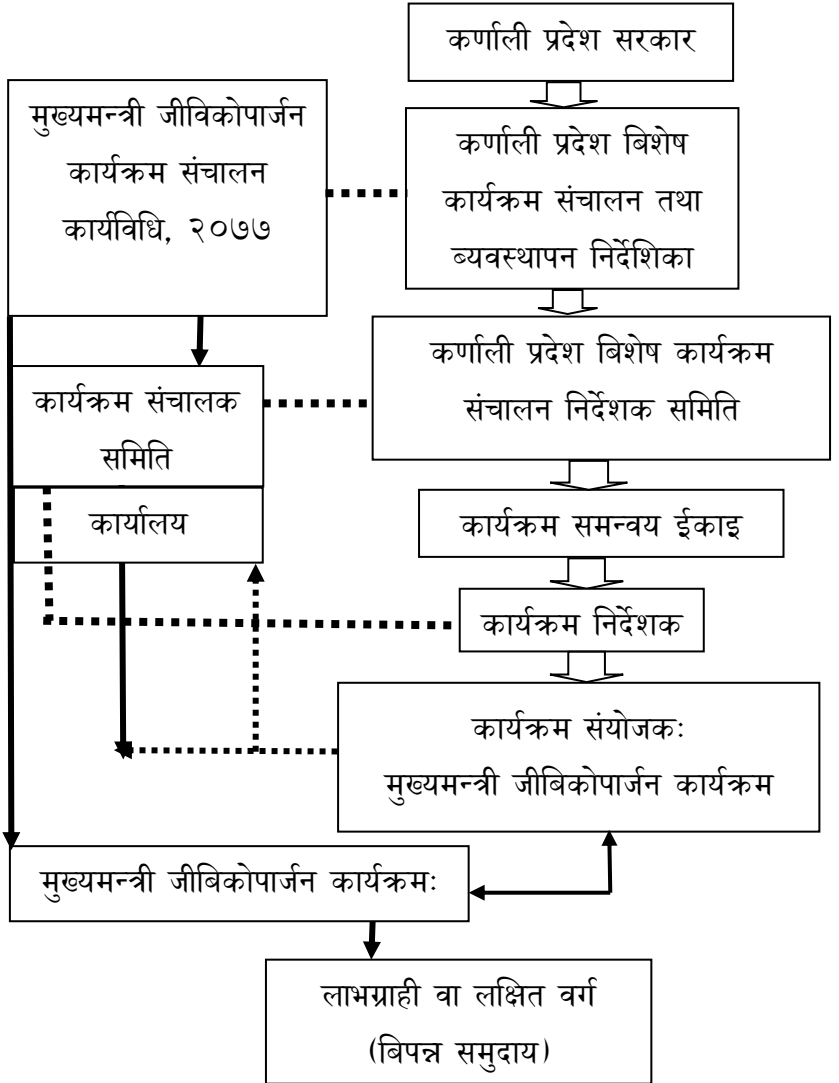 कर्णाली प्रदेश सरकार
मुख्यमन्त्री जीविकोपार्जन
कार्यक्रम संचालन
कार्यविधि, २०७७
कर्णाली प्रदेश बिशेष
कार्यक्रम संचालन तथा
ब्यवस्थापन निर्देशिका
कर्णाली प्रदेश बिशेष कार्यक्रम
संचालन निर्देशक समिति
कार्यक्रम संचालक
समिति
कार्यालय
कार्यक्रम समन्वय ईकाइ
कार्यक्रम निर्देशक
कार्यक्रम संयोजकः
मुख्यमन्त्री जीबिकोपार्जन कार्यक्रम
मुख्यमन्त्री जीबिकोपार्जन कार्यक्रमः
लाभग्राही वा लक्षित वर्ग
(बिपन्न समुदाय)